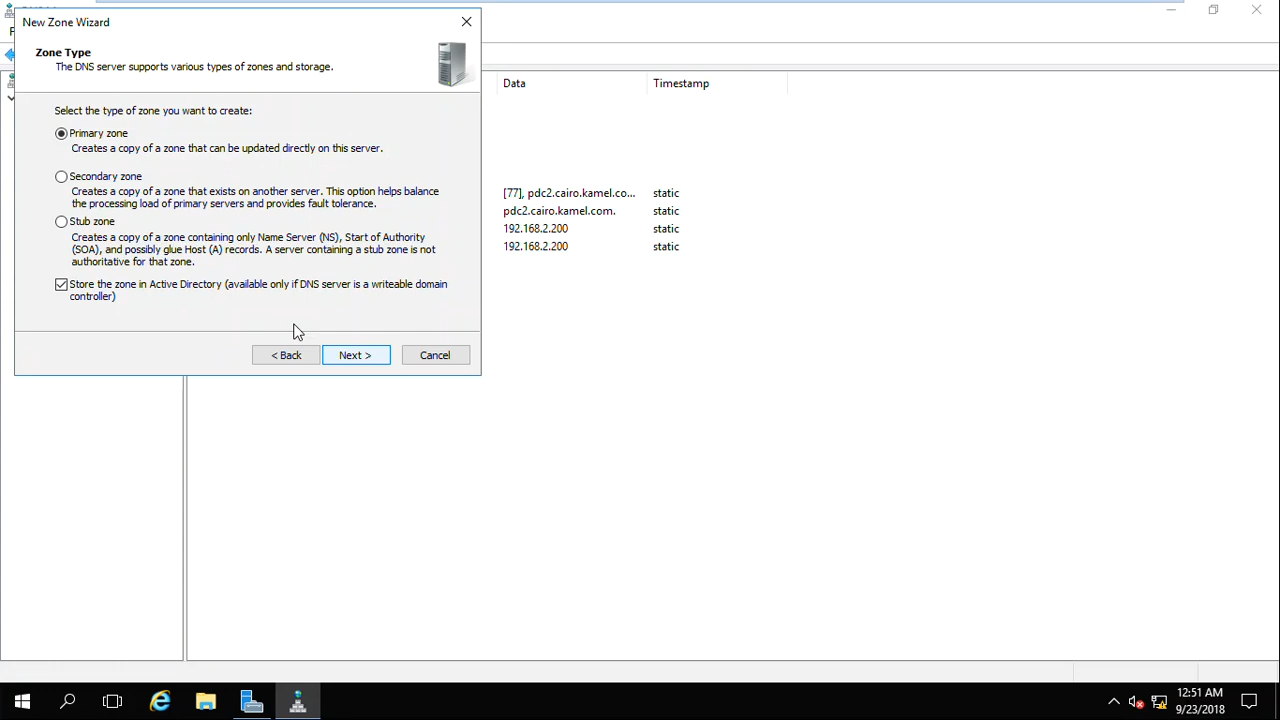 New Zone Wizard
Zone Type
The DNS server supports various types of zones and storage.
Select the type of zone you want to create:
Primary zone
Creates a copy of a zone that can be updated directly on this server.
Secondary zone
Creates a copy of a zone that exists on another server. This option helps balance
the processing load of primary servers and provides fault tolerance.
Stub zone
Creates a copy of a zone containing only Name Server (NS), Start of Authority
(SOA), and possibly glue Host (A) records. A server containing a stub zone is not
authoritative for that zone.
Store the zone in Active Directory (available only if DNS server is a writeable domain
controller)
< Back
Next >
Cancel
Data
Timestamp
[77], pdc2.cairo.kamel.co...
static
pdc2.cairo.kamel.com.
static
192.168.2.200
static
192.168.2.200
static
12:51 AM
9/23/2018